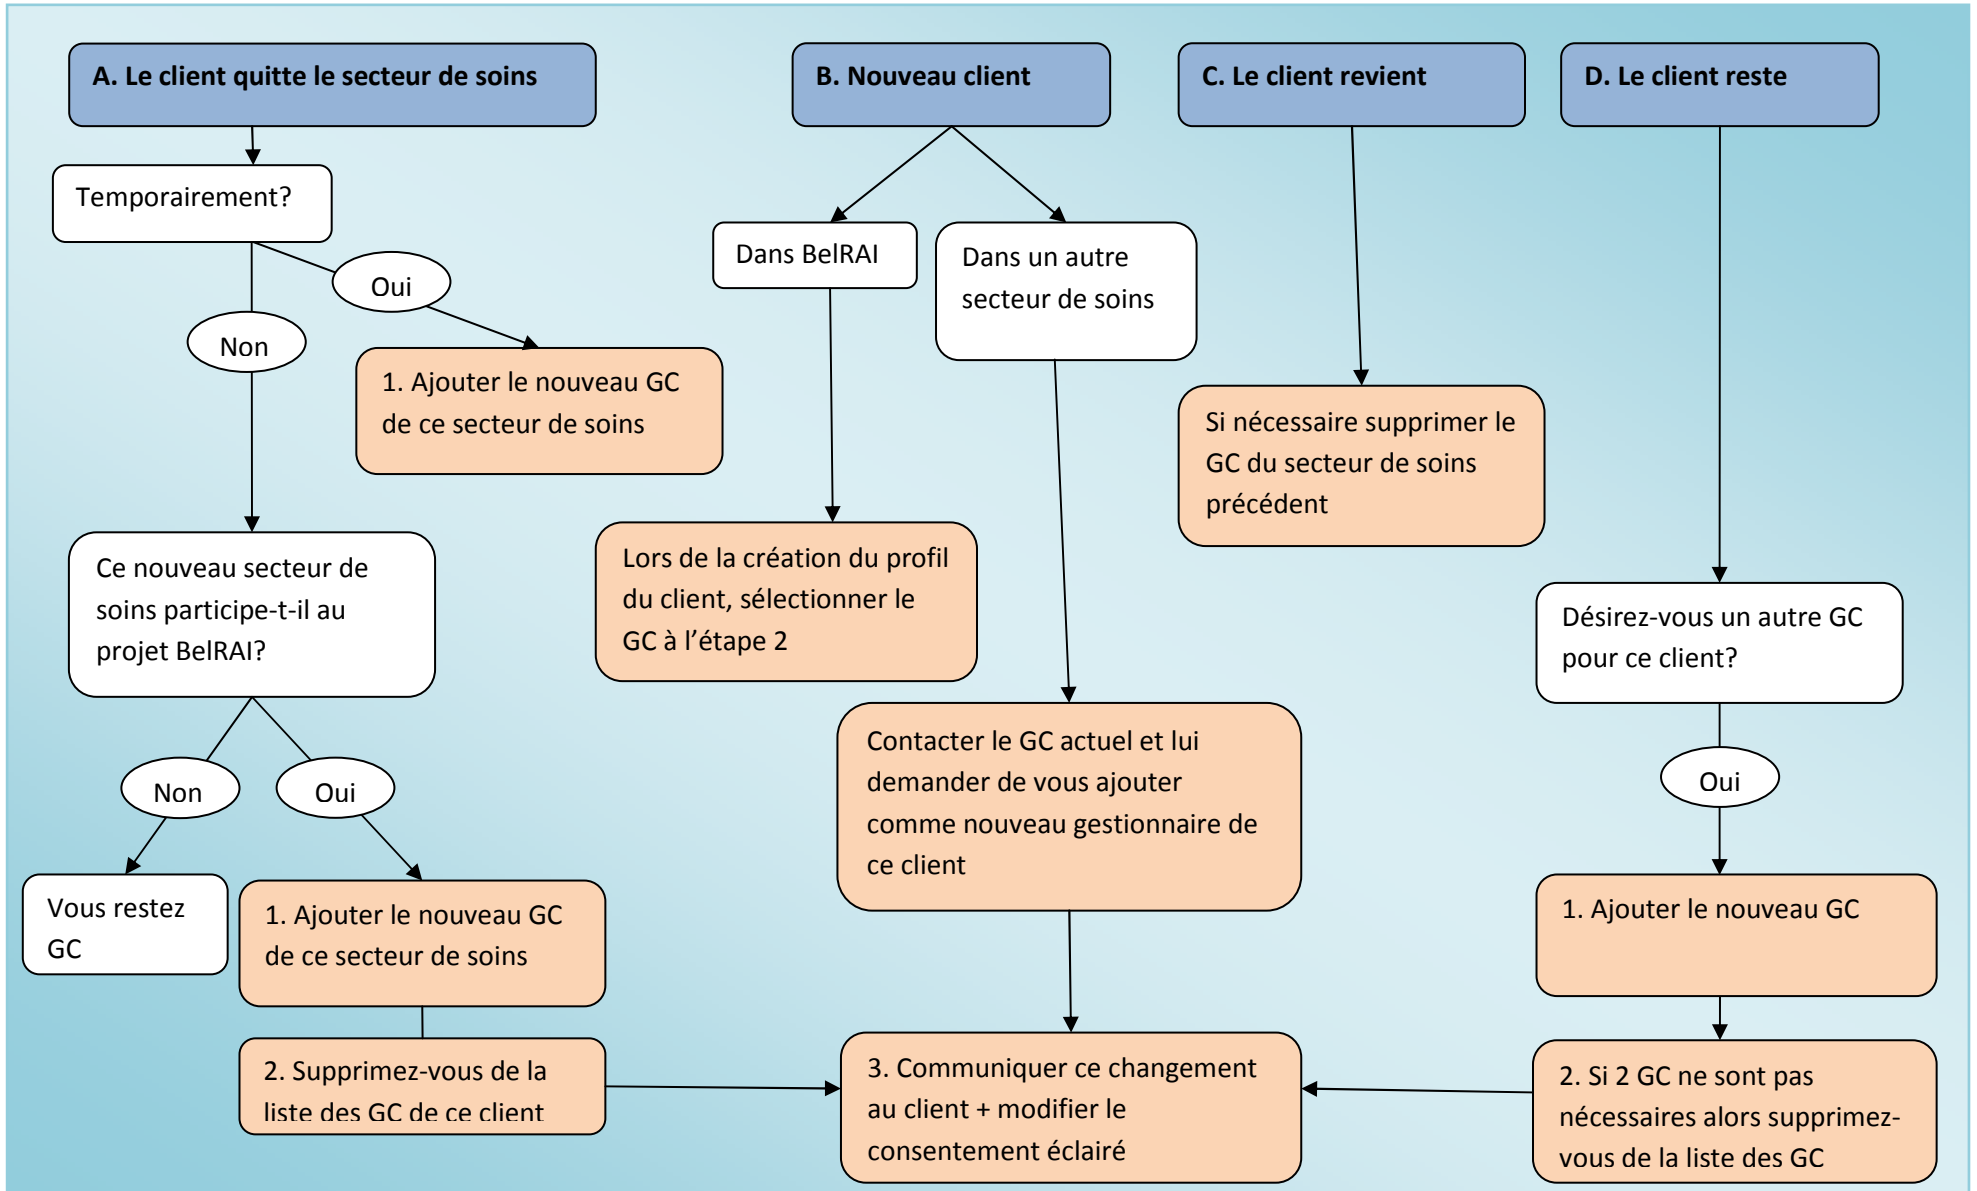 A. Le client quitte le secteur de soins
B. Nouveau client
C. Le client revient
D. Le client reste
Temporairement?
Oui
Non
1. Ajouter le nouveau GC
de ce secteur de soins
Ce nouveau secteur de
soins participe-t-il au
projet BelRAI?
Non
Oui
Vous restez
GC
1. Ajouter le nouveau GC
de ce secteur de soins
2. Supprimez-vous de la
liste des GC de ce client
Dans BelRAI
Dans un autre
secteur de soins
Lors de la création du profil
du client, sélectionner le
GC à l’étape 2
Contacter le GC actuel et lui
demander de vous ajouter
comme nouveau gestionnaire de
ce client
3. Communiquer ce changement
au client + modifier le
consentement éclairé
Si nécessaire supprimer le
GC du secteur de soins
précédent
Désirez-vous un autre GC
pour ce client?
Oui
1. Ajouter le nouveau GC
2. Si 2 GC ne sont pas
nécessaires alors supprimez-
vous de la liste des GC